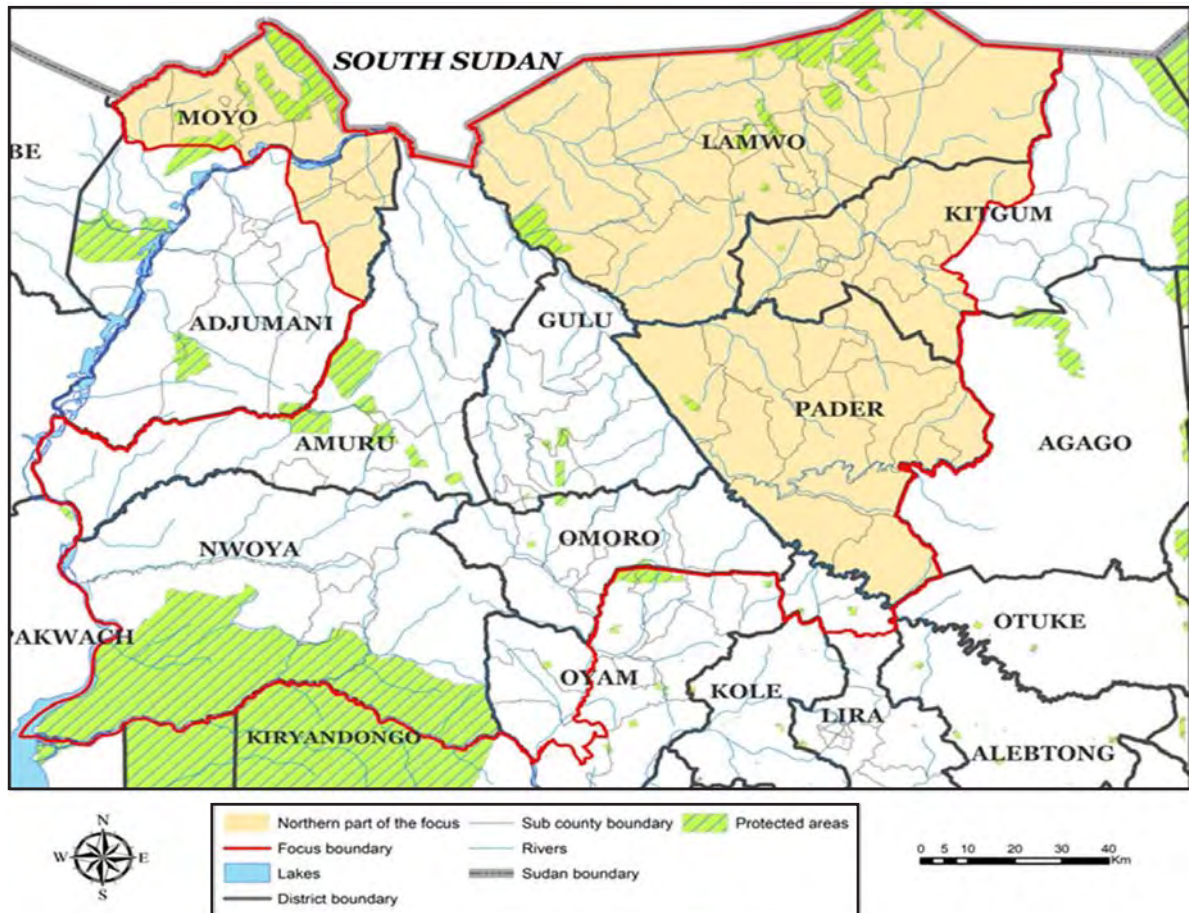 SOUTH SUDAN
MOYO
LAMWO
BE
KITGUM
ADJUMANI
GULU
PADER
AMURU
AGAGO
NWOYA
OMORO
PAKWACH
OTUKE
OYAM
KOLE
LIRA
KIRYANDONGO
ALEBTONG
N
W
E
S
Northern part of the focus
Focus boundary
Lakes
District boundary
Sub county boundary
Rivers
Sudan boundary
Protected areas
0 5 10 20 30 40
Km